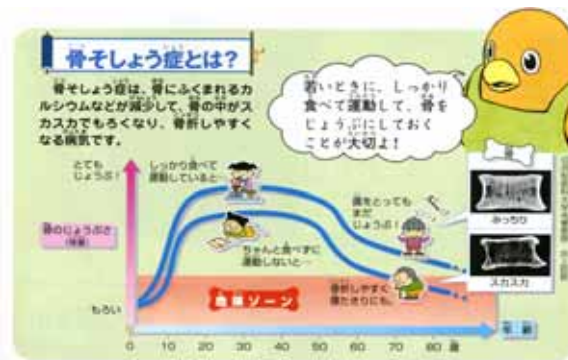 骨そしょう症とは?
骨そしょう症は、骨にふくまれるカ
ルシウムなどが減少して、骨の中がス
カスカでもろくなり、骨折しやすく
なる病気です。
若いときに、しっかり
食べて運動して、骨を
じょうぶにしておく
ことが大切よ!
とても
じょうぶ!
しっかり食べて
運動していると…
歳をとっても
まだ
じょうぶ!
骨のじょうぶさ
ちゃんと食べずに
運動しないと…
みっちり
スカスカ
骨折しやすく
寝たきりにも。
もろい
危険ゾーン
0 10 20 30 40 50 60 70 80 歳
年齢